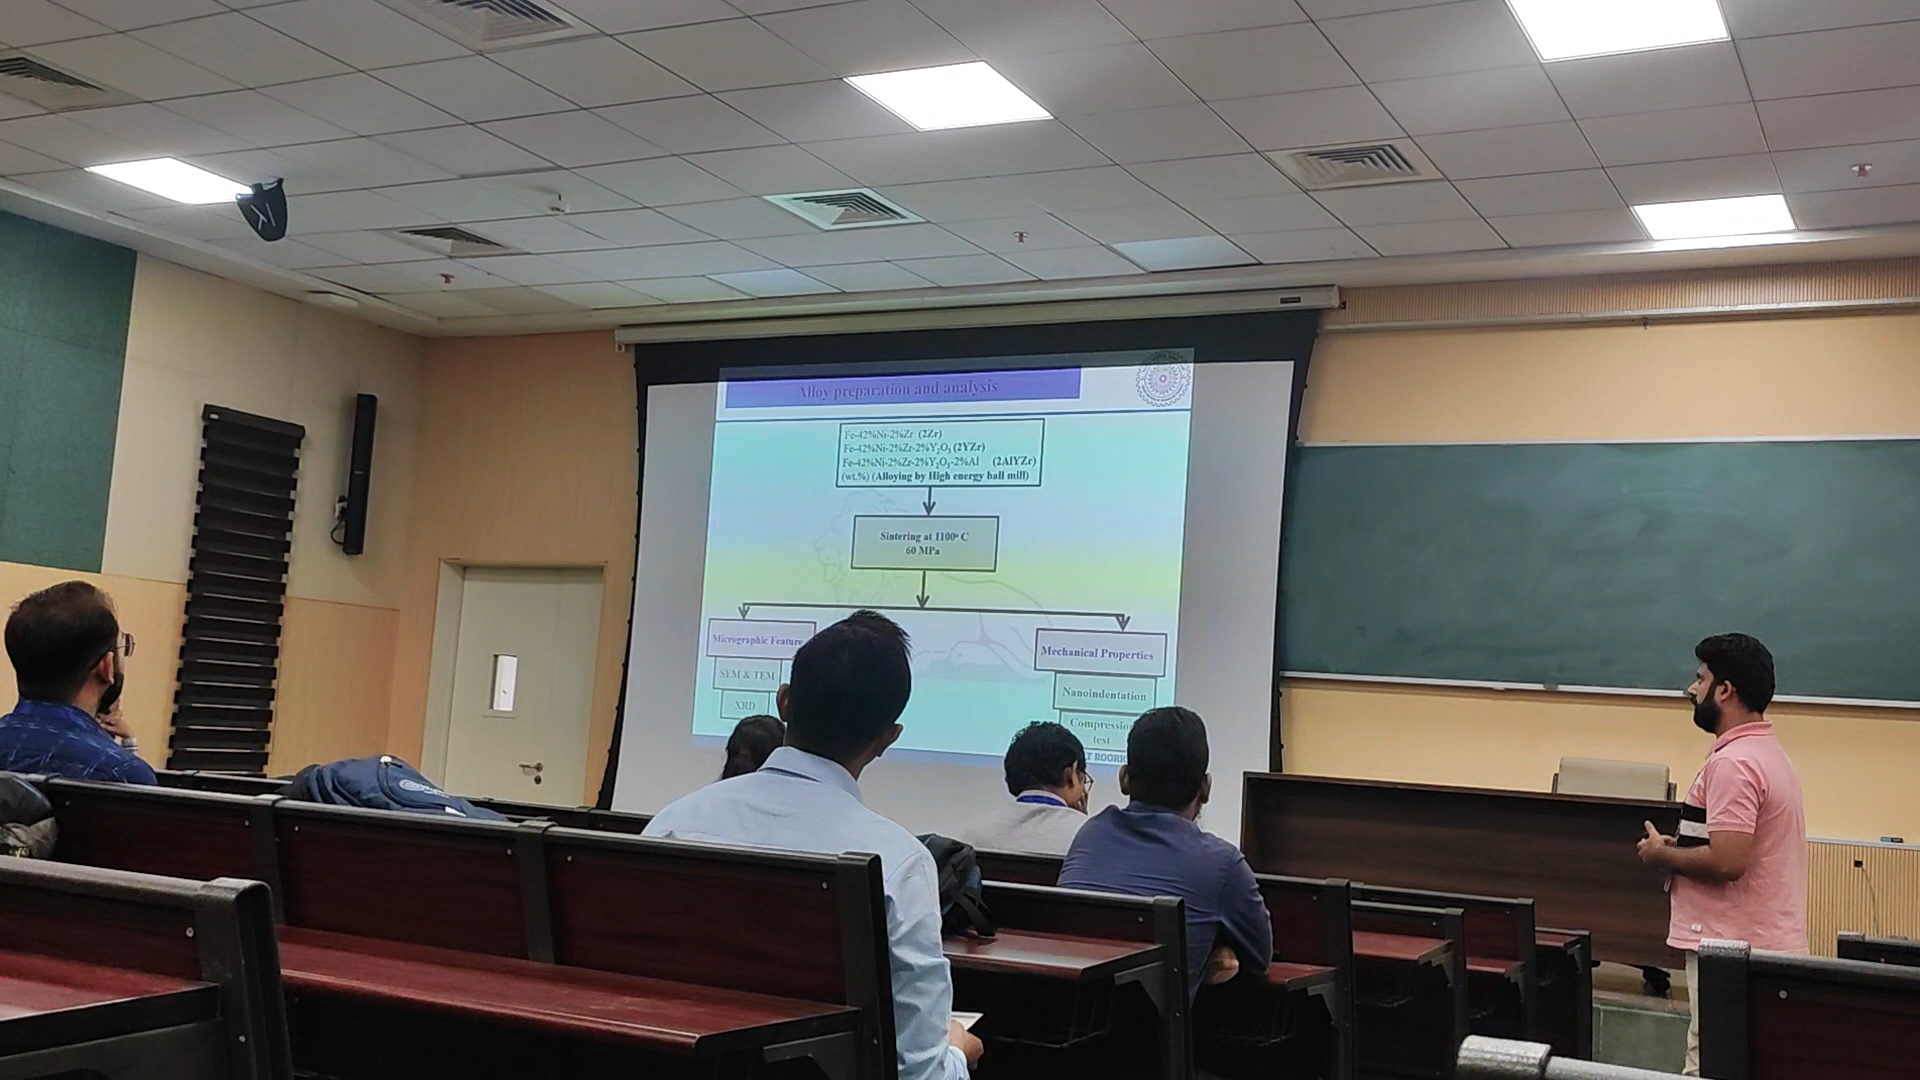 Alloy preparation and analysis
Fe-42%Ni-2%Zr (2Zr)
Fe-42%Ni-2%Zr-2%Y₂O₃ (2YZr)
Fe-42%Ni-2%Zr-2%Y₂O₃-2%Al (2AlYZr)
(wt.%) (Alloying by High energy ball mill)
Sintering at 1100° C
60 MPa
Micrographic Feature
SEM & TEM
XRD
Mechanical Properties
Nanoindentation
Compression
test